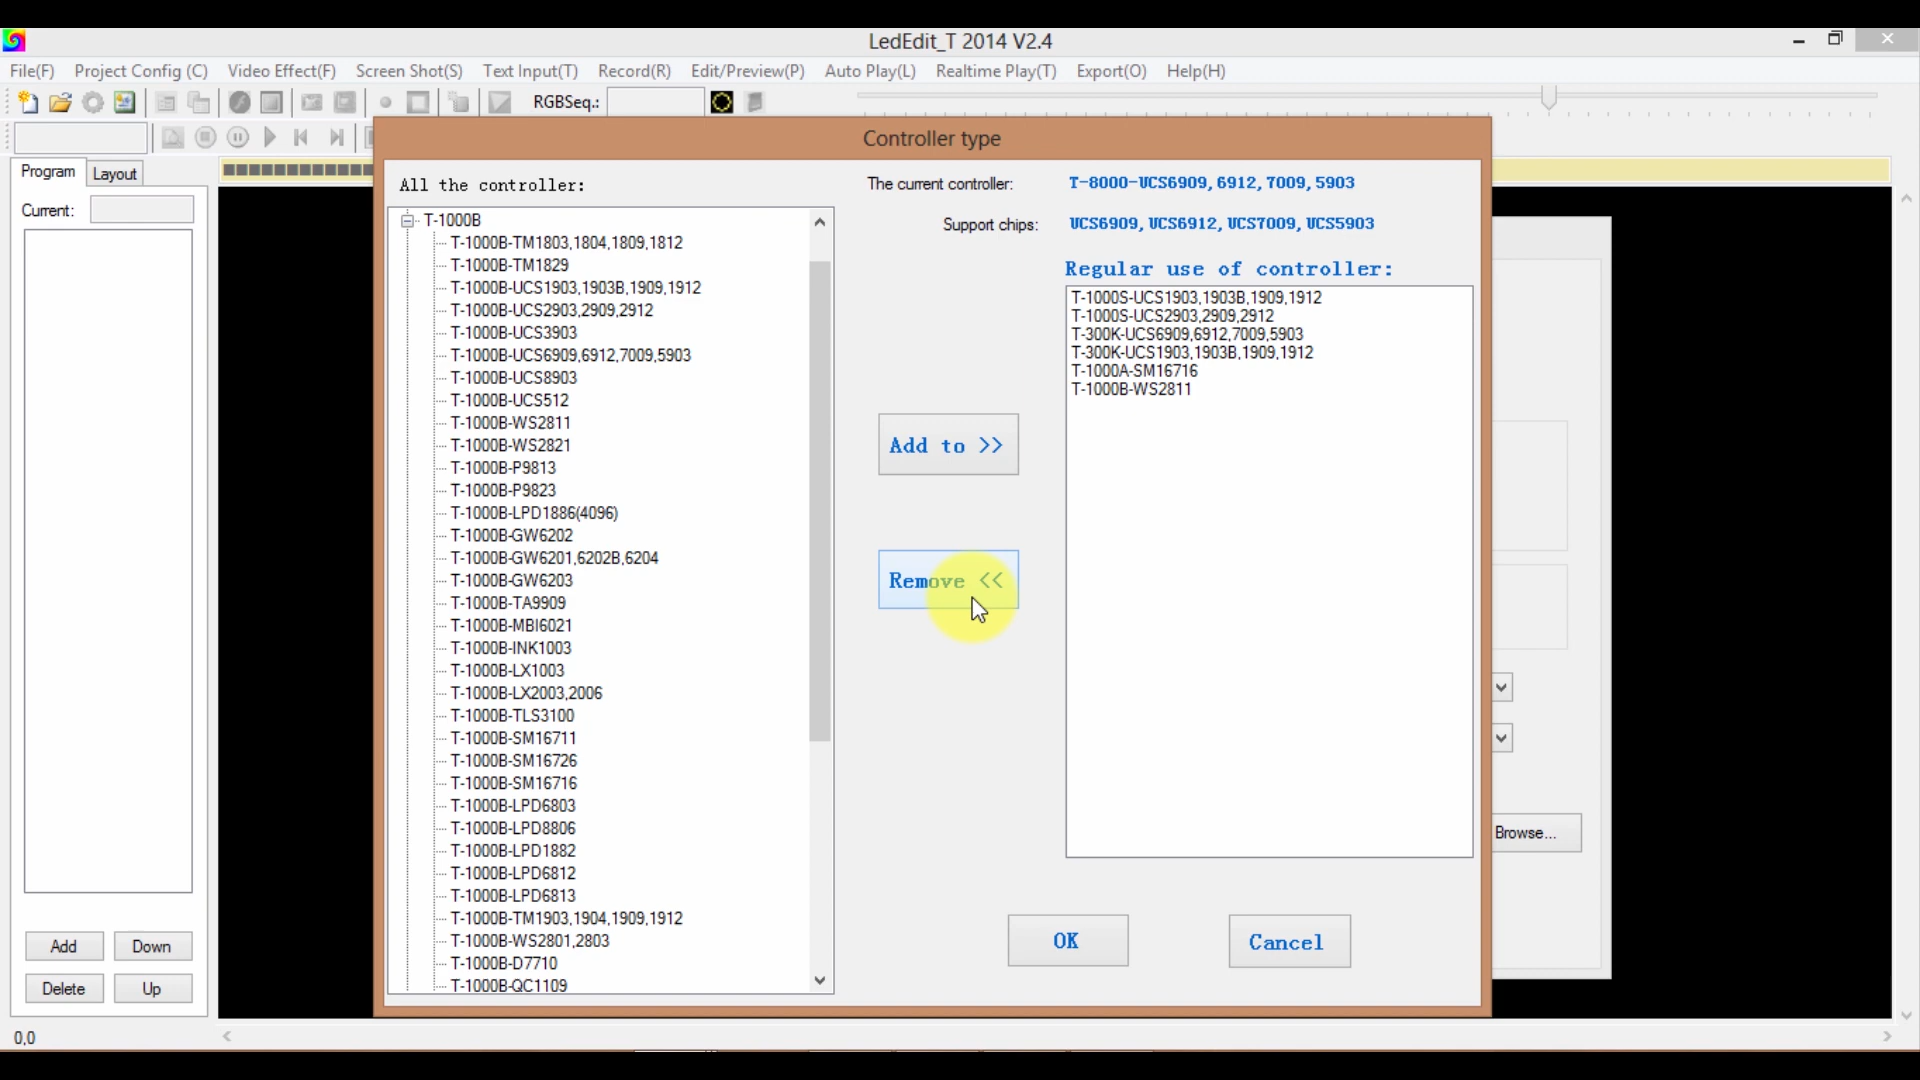 LedEdit_T 2014 V2.4
File(F) Project Config (C) Video Effect(F) Screen Shot(S) Text Input(T) Record(R) Edit/Preview(P) Auto Play(L) Realtime Play(T) Export(O) Help(H)
RGBSeq.:
Program Layout
Current:
Add Down
Delete Up
0,0
Controller type
All the controller:
T-1000B
T-1000B-TM1803,1804,1809,1812
T-1000B-TM1829
T-1000B-UCS1903,1903B,1909,1912
T-1000B-UCS2903,2909,2912
T-1000B-UCS3903
T-1000B-UCS6909,6912,7009,5903
T-1000B-UCS8903
T-1000B-UCS512
T-1000B-WS2811
T-1000B-WS2821
T-1000B-P9813
T-1000B-P9823
T-1000B-LPD1886(4096)
T-1000B-GW6202
T-1000B-GW6201,6202B,6204
T-1000B-GW6203
T-1000B-TA9909
T-1000B-MBI6021
T-1000B-INK1003
T-1000B-LX1003
T-1000B-LX2003,2006
T-1000B-TLS3100
T-1000B-SM16711
T-1000B-SM16726
T-1000B-SM16716
T-1000B-LPD6803
T-1000B-LPD8806
T-1000B-LPD1882
T-1000B-LPD6812
T-1000B-LPD6813
T-1000B-TM1903,1904,1909,1912
T-1000B-WS2801,2803
T-1000B-D7710
T-1000B-QC1109
The current controller: T-8000-UCS6909,6912,7009,5903
Support chips: UCS6909,UCS6912,UCS7009,UCS5903
Regular use of controller:
T-1000S-UCS1903,1903B,1909,1912
T-1000S-UCS2903,2909,2912
T-300K-UCS6909,6912,7009,5903
T-300K-UCS1903,1903B,1909,1912
T-1000A-SM16716
T-1000B-WS2811
Add to >>
Remove <<
OK Cancel
Browse...